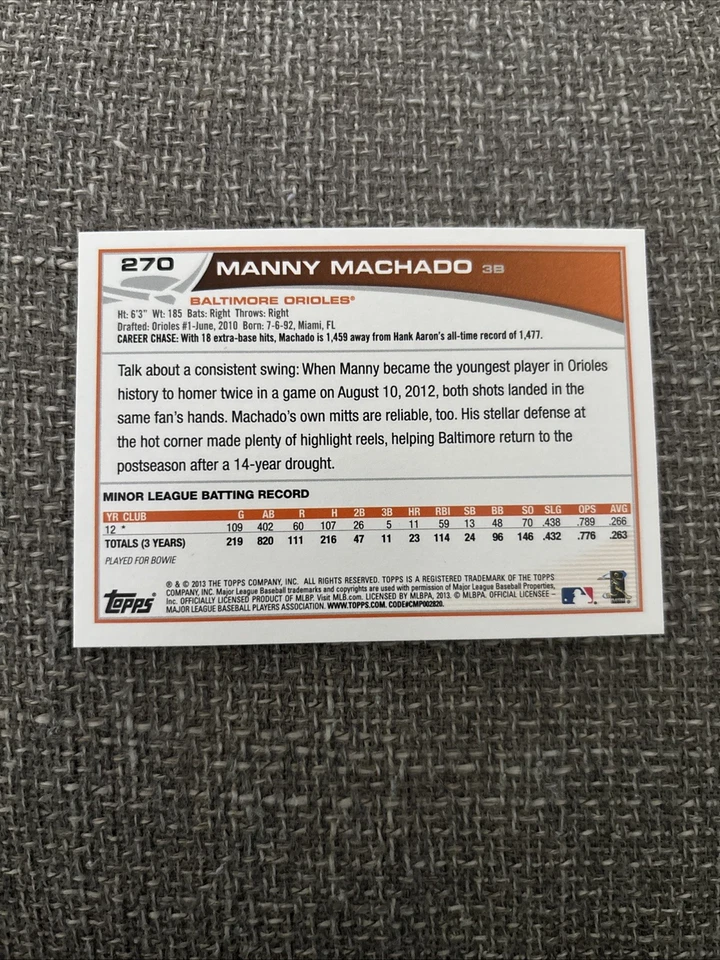 270 MANNY MACHADO 3B
BALTIMORE ORIOLES®
Ht: 6'3" Wt: 185 Bats: Right Throws: Right
Drafted: Orioles #1-June, 2010 Born: 7-6-92, Miami, FL
CAREER CHASE: With 18 extra-base hits, Machado is 1,459 away from Hank Aaron's all-time record of 1,477.
Talk about a consistent swing: When Manny became the youngest player in Orioles
history to homer twice in a game on August 10, 2012, both shots landed in the
same fan's hands. Machado's own mitts are reliable, too. His stellar defense at
the hot corner made plenty of highlight reels, helping Baltimore return to the
postseason after a 14-year drought.
MINOR LEAGUE BATTING RECORD
YR CLUB G AB R H 2B 3B HR RBI SB BB SO SLG OPS AVG
12 * 109 402 60 107 26 5 11 59 13 48 70 .438 .789 .266
TOTALS (3 YEARS) 219 820 111 216 47 11 23 114 24 96 146 .432 .776 .263
PLAYED FOR BOWIE
® & © 2013 THE TOPPS COMPANY, INC. ALL RIGHTS RESERVED. TOPPS IS A REGISTERED TRADEMARK OF THE TOPPS
COMPANY, INC. Major League Baseball trademarks and copyrights are used with permission of Major League Baseball Properties,
Inc. OFFICIALLY LICENSED PRODUCT OF MLBP. Visit MLB.com. LICENSED BY MLBPA, 2013. © MLBPA. OFFICIAL LICENSEE –
MAJOR LEAGUE BASEBALL PLAYERS ASSOCIATION. WWW.TOPPS.COM. CODE#CMP002820.
topps